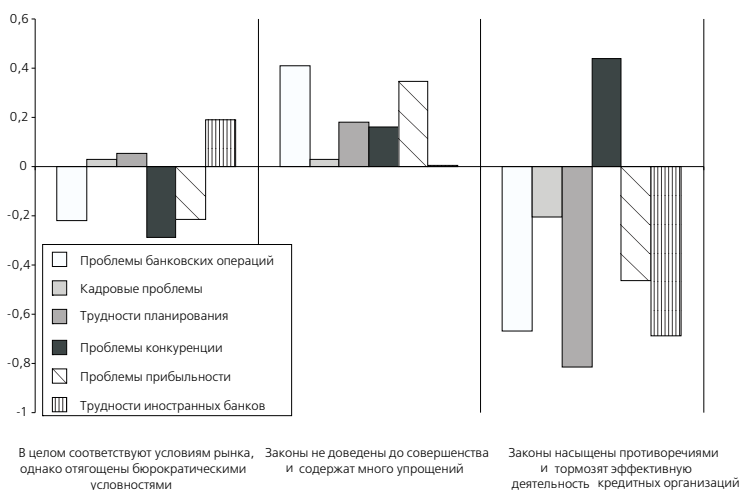 0,6
0,4
0,2
0
-0,2
-0,4
-0,6
-0,8
-1
Проблемы банковских операций
Кадровые проблемы
Трудности планирования
Проблемы конкуренции
Проблемы прибыльности
Трудности иностранных банков
В целом соответствуют условиям рынка,
однако отягощены бюрократическими
условностями
Законы не доведены до совершенства
и содержат много упрощений
Законы насыщены противоречиями
и тормозят эффективную
деятельность кредитных организаций